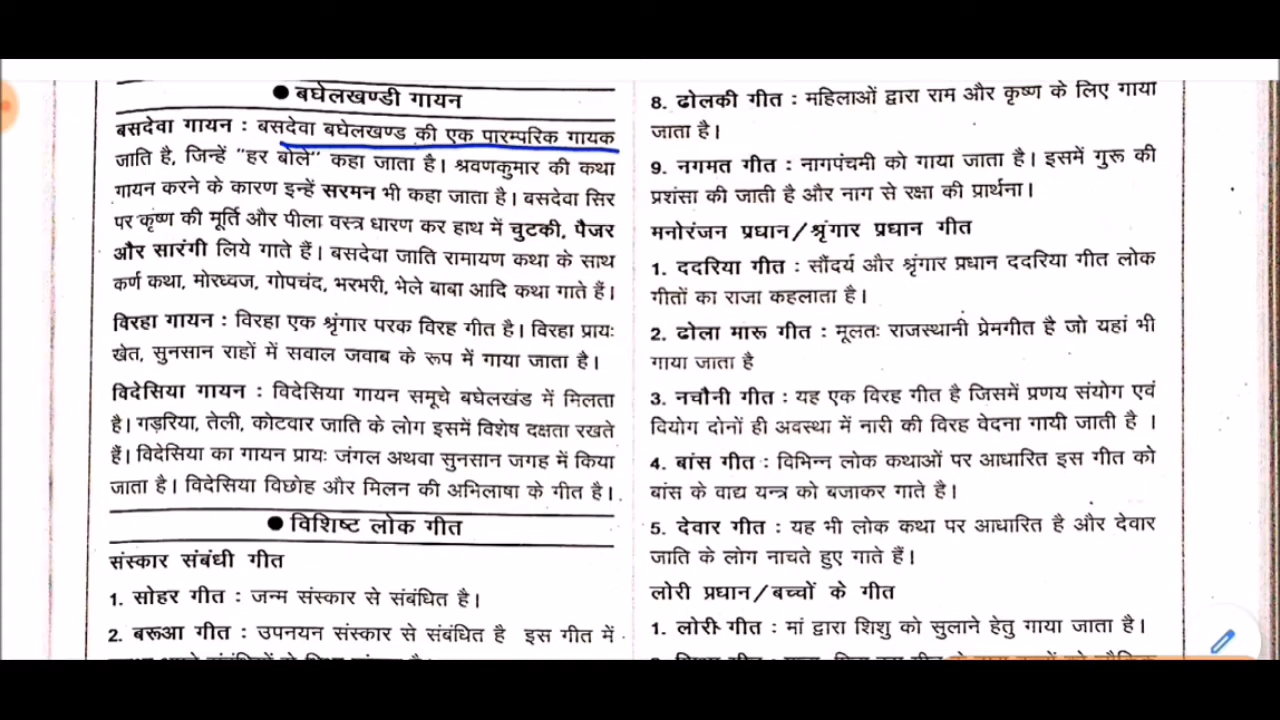 ● बघेलखण्डी गायन
बसदेवा गायन : बसदेवा बघेलखण्ड की एक पारम्परिक गायक
जाति है, जिन्हें "हर बोले" कहा जाता है। श्रवणकुमार की कथा
गायन करने के कारण इन्हें सरमन भी कहा जाता है। बसदेवा सिर
पर कृष्ण की मूर्ति और पीला वस्त्र धारण कर हाथ में चुटकी, पैजर
और सारंगी लिये गाते हैं। बसदेवा जाति रामायण कथा के साथ
कर्ण कथा, मोरध्वज, गोपचंद, भरभरी, भेले बाबा आदि कथा गाते हैं।
विरहा गायन : विरहा एक श्रृंगार परक विरह गीत है। विरहा प्रायः
खेत, सुनसान राहों में सवाल जवाब के रूप में गाया जाता है।
विदेसिया गायन : विदेसिया गायन समूचे बघेलखंड में मिलता
है। गड़रिया, तेली, कोटवार जाति के लोग इसमें विशेष दक्षता रखते
हैं। विदेसिया का गायन प्रायः जंगल अथवा सुनसान जगह में किया
जाता है। विदेसिया विछोह और मिलन की अभिलाषा के गीत है।
● विशिष्ट लोक गीत
संस्कार संबंधी गीत
1. सोहर गीत : जन्म संस्कार से संबंधित है।
2. बरूआ गीत : उपनयन संस्कार से संबंधित है इस गीत में
8. ढोलकी गीत : महिलाओं द्वारा राम और कृष्ण के लिए गाया
जाता है।
9. नगमत गीत : नागपंचमी को गाया जाता है। इसमें गुरू की
प्रशंसा की जाती है और नाग से रक्षा की प्रार्थना।
मनोरंजन प्रधान/श्रृंगार प्रधान गीत
1. ददरिया गीत : सौंदर्य और श्रृंगार प्रधान ददरिया गीत लोक
गीतों का राजा कहलाता है।
2. ढोला मारू गीत : मूलतः राजस्थानी प्रेमगीत है जो यहां भी
गाया जाता है
3. नचौनी गीत : यह एक विरह गीत है जिसमें प्रणय संयोग एवं
वियोग दोनों ही अवस्था में नारी की विरह वेदना गायी जाती है ।
4. बांस गीत : विभिन्न लोक कथाओं पर आधारित इस गीत को
बांस के वाद्य यन्त्र को बजाकर गाते है।
5. देवार गीत : यह भी लोक कथा पर आधारित है और देवार
जाति के लोग नाचते हुए गाते हैं।
लोरी प्रधान/बच्चों के गीत
1. लोरी गीत : मां द्वारा शिशु को सुलाने हेतु गाया जाता है।